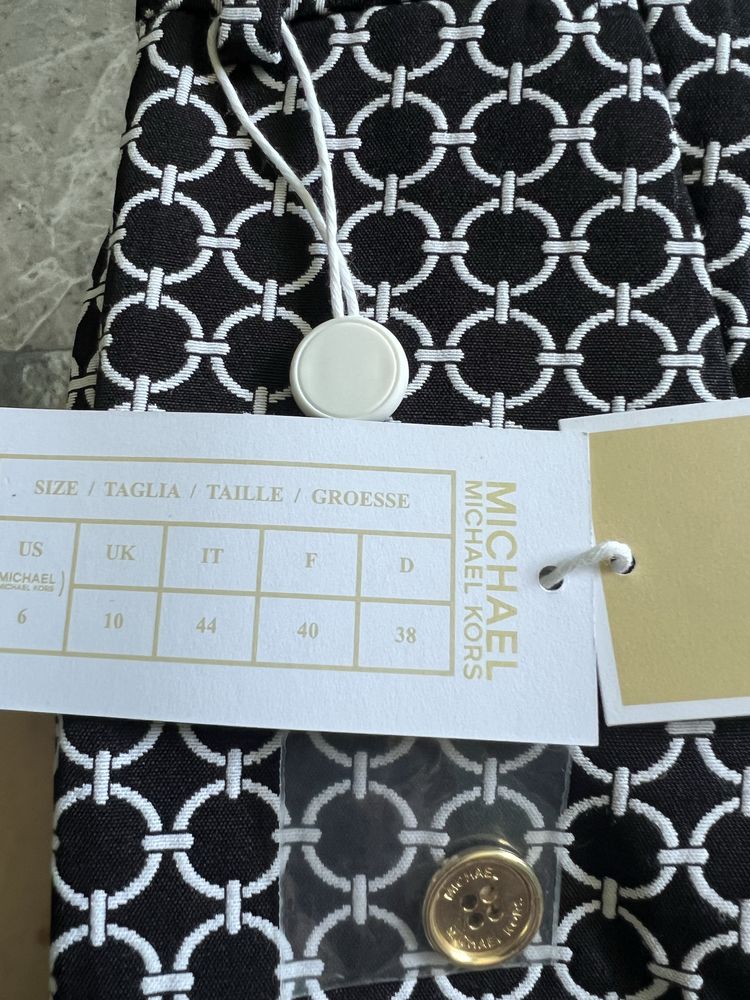 SIZE / TAGLIA / TAILLE / GROESSE
US UK IT F D
MICHAEL
MICHAEL KORS
6 10 44 40 38
MICHAEL
MICHAEL KORS
MICHAEL
MICHAEL KORS